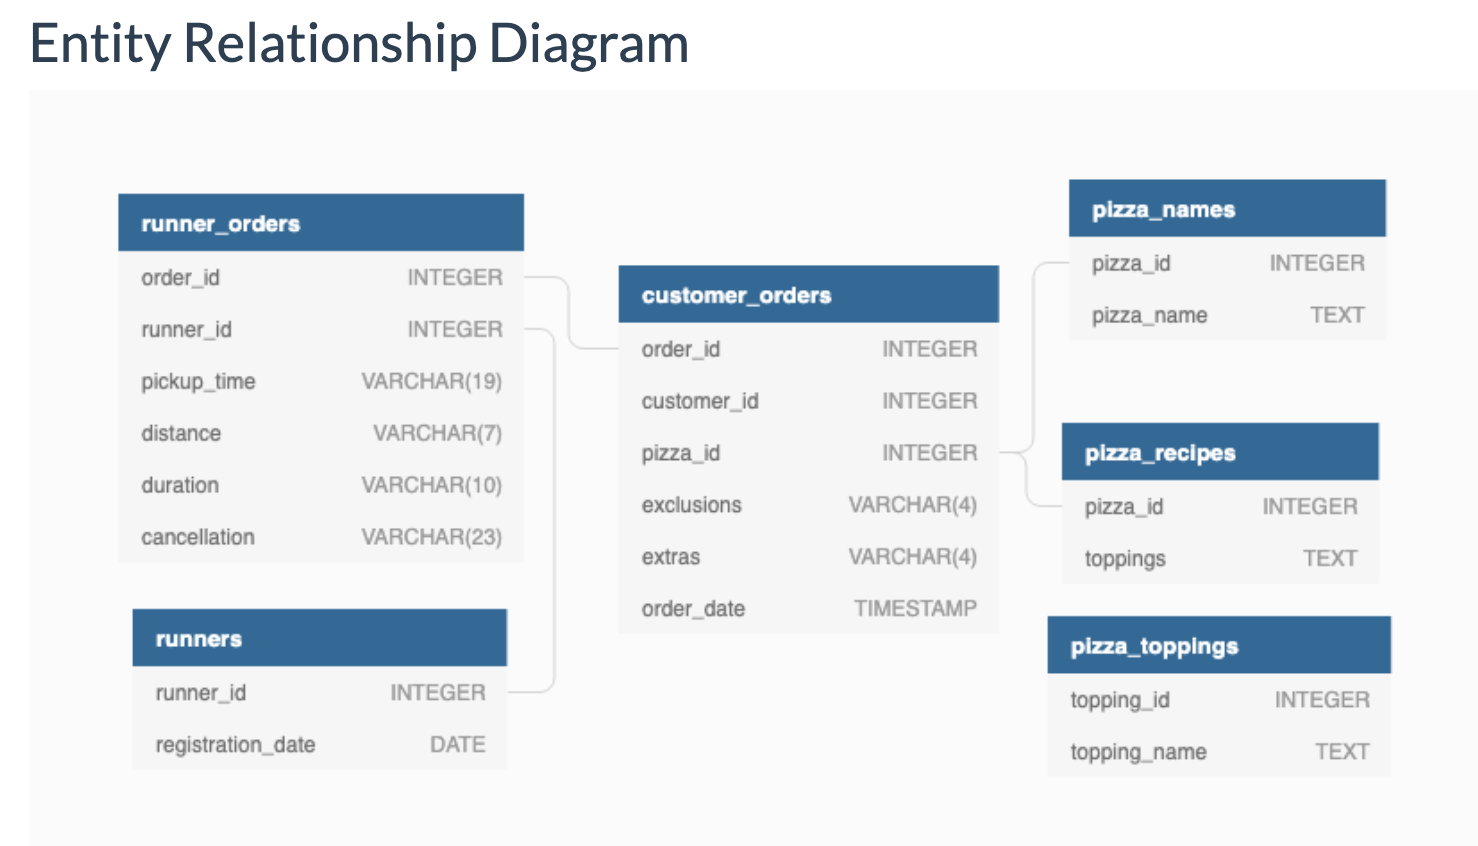 Entity Relationship Diagram
runner_orders
order_id INTEGER
runner_id INTEGER
pickup_time VARCHAR(19)
distance VARCHAR(7)
duration VARCHAR(10)
cancellation VARCHAR(23)
runners
runner_id INTEGER
registration_date DATE
customer_orders
order_id INTEGER
customer_id INTEGER
pizza_id INTEGER
exclusions VARCHAR(4)
extras VARCHAR(4)
order_date TIMESTAMP
pizza_names
pizza_id INTEGER
pizza_name TEXT
pizza_recipes
pizza_id INTEGER
toppings TEXT
pizza_toppings
topping_id INTEGER
topping_name TEXT